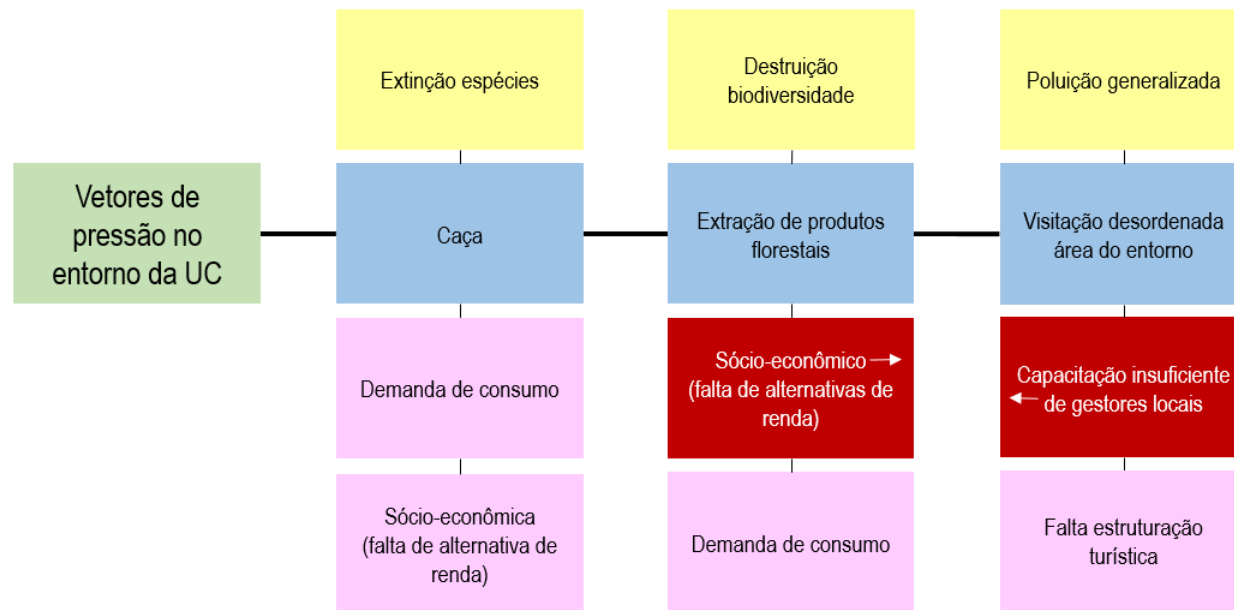 Extinção espécies
Destruição
biodiversidade
Poluição generalizada
Vetores de
pressão no
entorno da UC
Caça
Extração de produtos
florestais
Visitação desordenada
área do entorno
Demanda de consumo
Sócio-econômico
(falta de alternativas de
renda)
Capacitação insuficiente
de gestores locais
Sócio-econômica
(falta de alternativa de
renda)
Demanda de consumo
Falta estruturação
turística